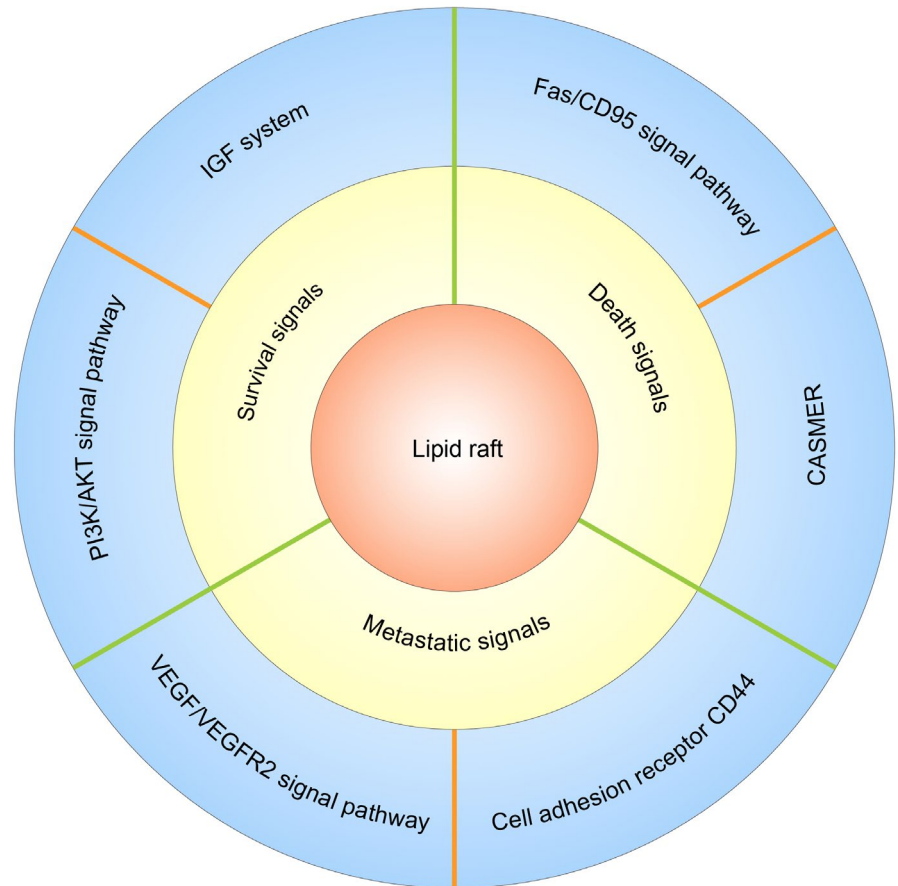 IGF system
Fas/CD95 signal pathway
Survival signals
Death signals
PI3K/AKT signal pathway
Lipid raft
CASMER
Metastatic signals
VEGF/VEGFR2 signal pathway
Cell adhesion receptor CD44